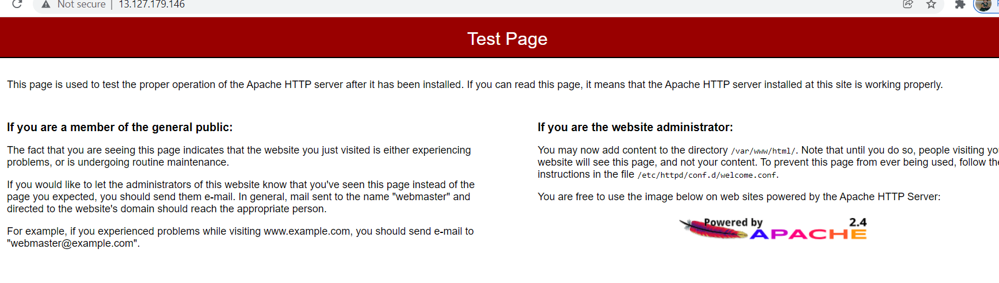 Not secure | 13.127.179.146
Test Page
This page is used to test the proper operation of the Apache HTTP server after it has been installed. If you can read this page, it means that the Apache HTTP server installed at this site is working properly.
If you are a member of the general public:
The fact that you are seeing this page indicates that the website you just visited is either experiencing
problems, or is undergoing routine maintenance.
If you would like to let the administrators of this website know that you've seen this page instead of the
page you expected, you should send them e-mail. In general, mail sent to the name "webmaster" and
directed to the website's domain should reach the appropriate person.
For example, if you experienced problems while visiting www.example.com, you should send e-mail to
"webmaster@example.com".
If you are the website administrator:
You may now add content to the directory /var/www/html/. Note that until you do so, people visiting
website will see this page, and not your content. To prevent this page from ever being used, follow
instructions in the file /etc/httpd/conf.d/welcome.conf.
You are free to use the image below on web sites powered by the Apache HTTP Server:
Powered by 2.4
APACHE